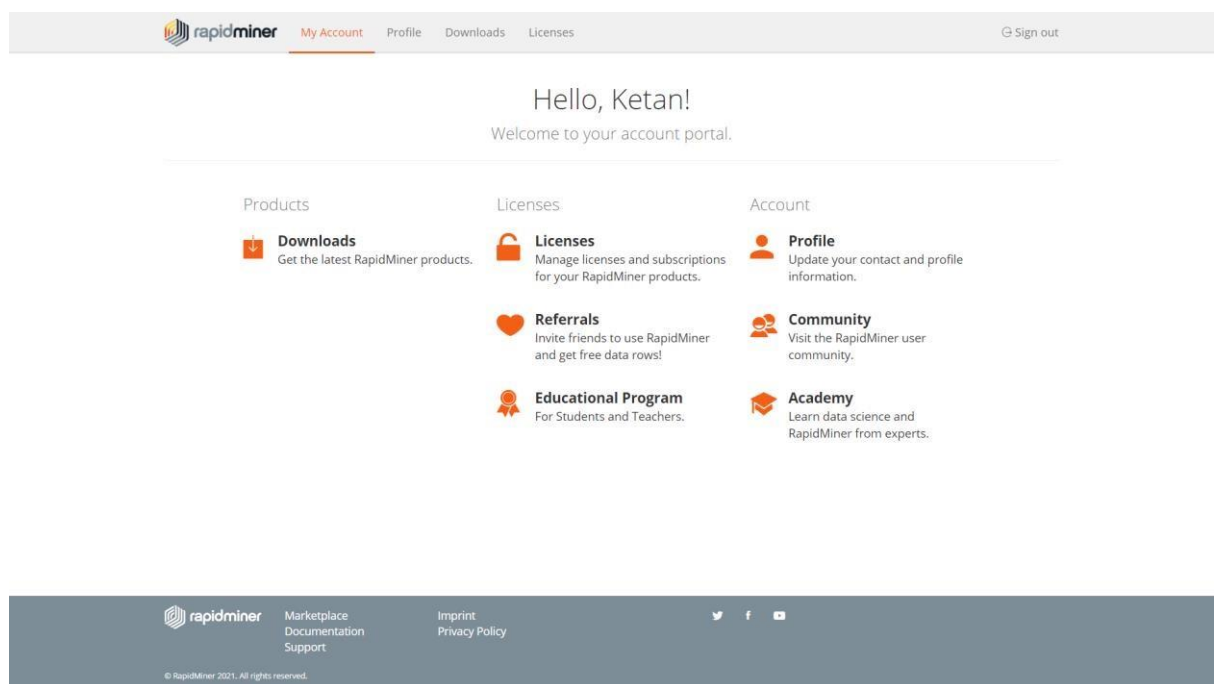 rapidminer My Account Profile Downloads Licenses Sign out
Hello, Ketan!
Welcome to your account portal.
Products
Downloads
Get the latest RapidMiner products.
Licenses
Licenses
Manage licenses and subscriptions
for your RapidMiner products.
Referrals
Invite friends to use RapidMiner
and get free data rows!
Educational Program
For Students and Teachers.
Account
Profile
Update your contact and profile
information.
Community
Visit the RapidMiner user
community.
Academy
Learn data science and
RapidMiner from experts.
rapidminer
Marketplace
Documentation
Support
Imprint
Privacy Policy
© RapidMiner 2021. All rights reserved.